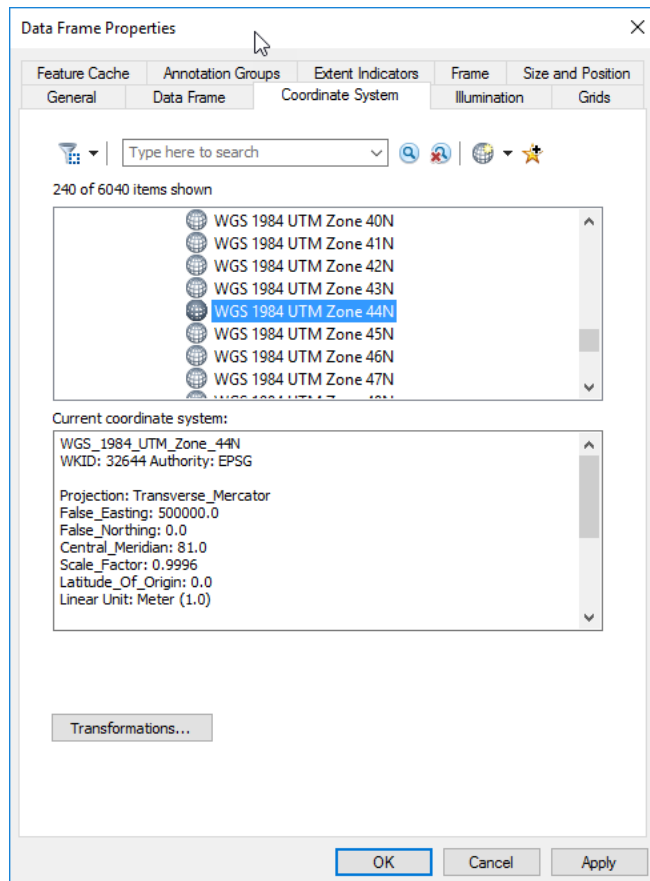 Data Frame Properties
Feature Cache Annotation Groups Extent Indicators Frame Size and Position
General Data Frame Coordinate System Illumination Grids
Type here to search
240 of 6040 items shown
WGS 1984 UTM Zone 40N
WGS 1984 UTM Zone 41N
WGS 1984 UTM Zone 42N
WGS 1984 UTM Zone 43N
WGS 1984 UTM Zone 44N
WGS 1984 UTM Zone 45N
WGS 1984 UTM Zone 46N
WGS 1984 UTM Zone 47N
Current coordinate system:
WGS_1984_UTM_Zone_44N
WKID: 32644 Authority: EPSG
Projection: Transverse_Mercator
False_Easting: 500000.0
False_Northing: 0.0
Central_Meridian: 81.0
Scale_Factor: 0.9996
Latitude_Of_Origin: 0.0
Linear Unit: Meter (1.0)
Transformations...
OK Cancel Apply